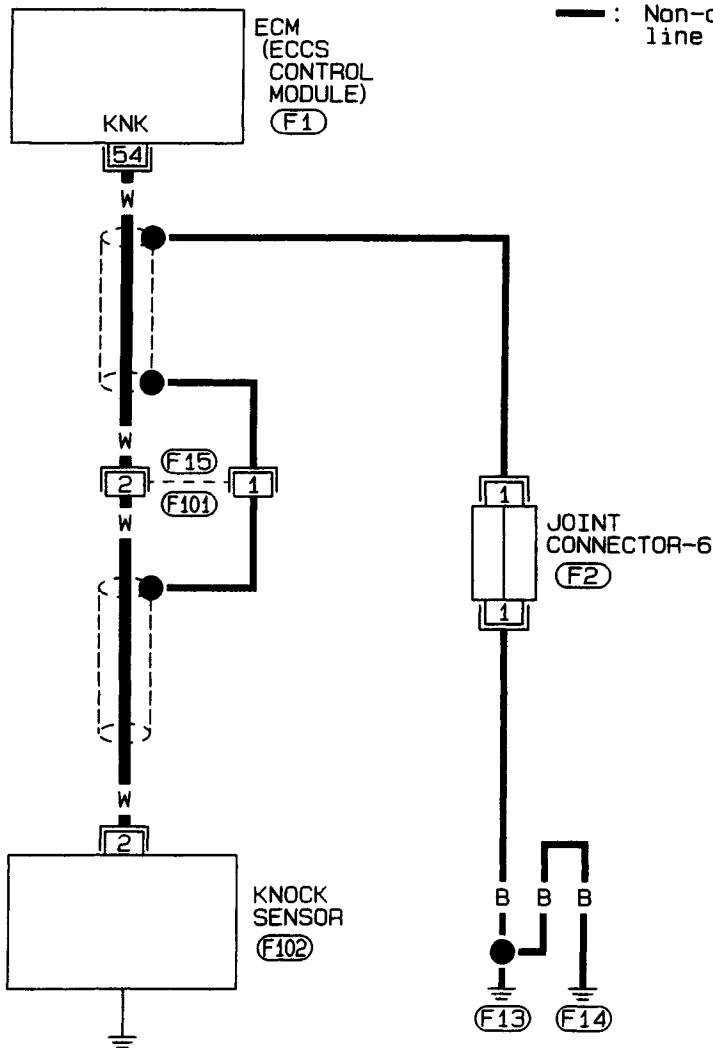 ECM
(ECCS
CONTROL
MODULE)
F1
: Non-
line
KNK
54
W
W
F15
2
1
F101
W
1
JOINT
CONNECTOR-6
F2
1
W
2
KNOCK
SENSOR
F102
B B B
F13 F14